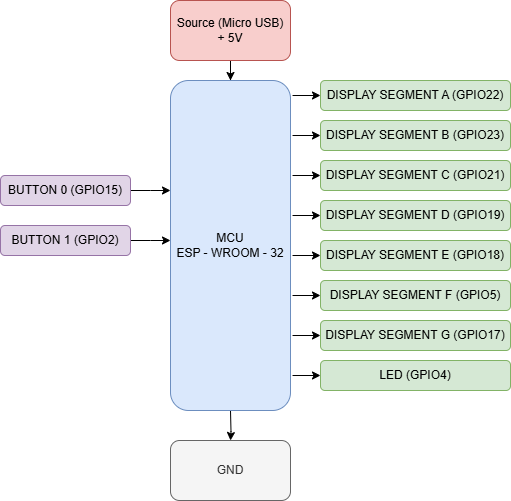 Source (Micro USB)
+ 5V
DISPLAY SEGMENT A (GPIO22)
DISPLAY SEGMENT B (GPIO23)
DISPLAY SEGMENT C (GPIO21)
BUTTON 0 (GPIO15)
DISPLAY SEGMENT D (GPIO19)
BUTTON 1 (GPIO2)
MCU
ESP - WROOM - 32
DISPLAY SEGMENT E (GPIO18)
DISPLAY SEGMENT F (GPIO5)
DISPLAY SEGMENT G (GPIO17)
LED (GPIO4)
GND